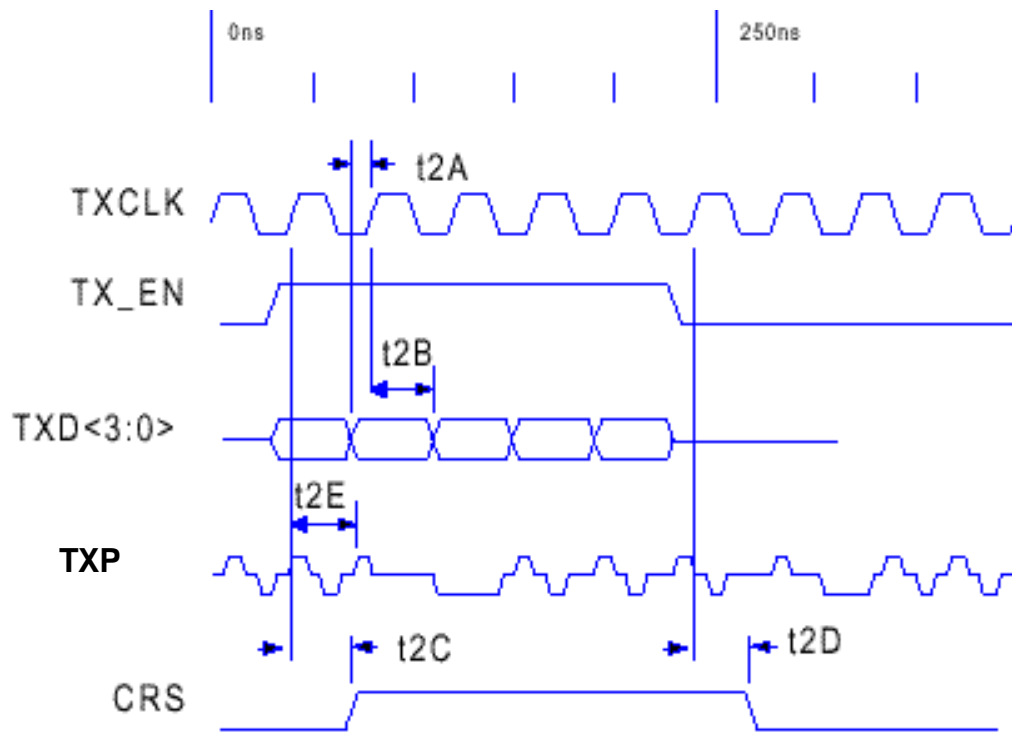 0ns 250ns
t2A
TXCLK
TX_EN
t2B
TXD<3:0>
t2E
TXP
t2C t2D
CRS